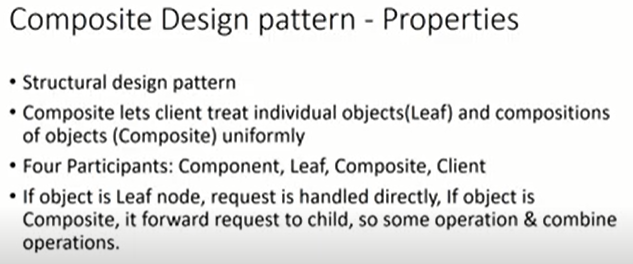 Composite Design pattern - Properties
• Structural design pattern
• Composite lets client treat individual objects(Leaf) and compositions
of objects (Composite) uniformly
• Four Participants: Component, Leaf, Composite, Client
• If object is Leaf node, request is handled directly, If object is
Composite, it forward request to child, so some operation & combine
operations.